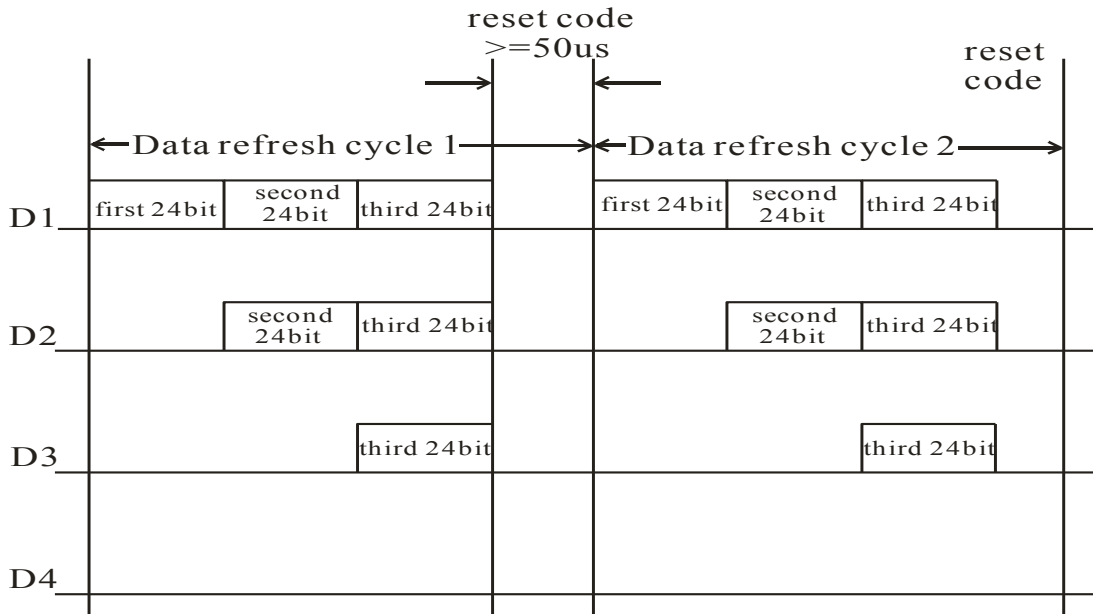 reset code
>=50us
reset
code
Data refresh cycle 1
Data refresh cycle 2
D1
first 24bit
second
24bit
third 24bit
first 24bit
second
24bit
third 24bit
D2
second
24bit
third 24bit
second
24bit
third 24bit
D3
third 24bit
third 24bit
D4